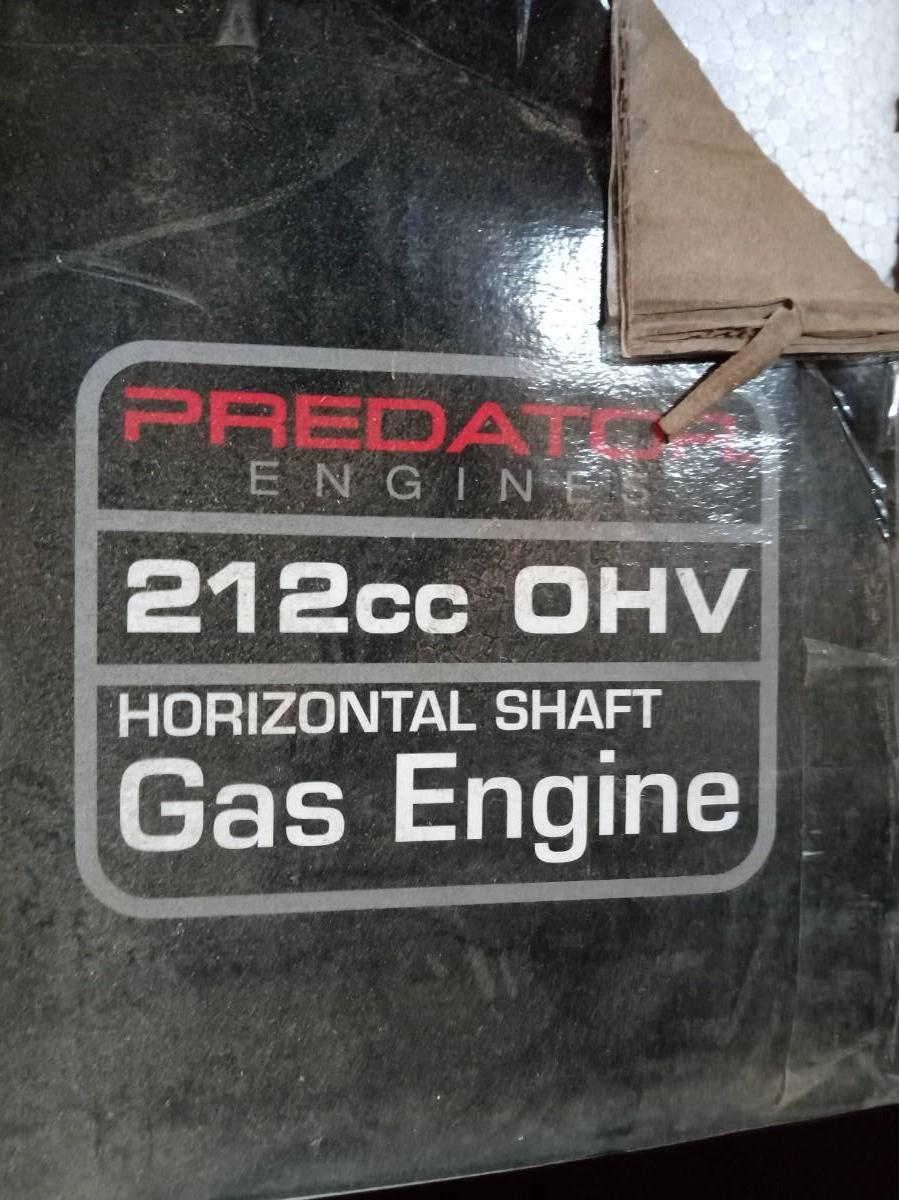 PREDATOR
ENGINES
212cc OHV
HORIZONTAL SHAFT
Gas Engine